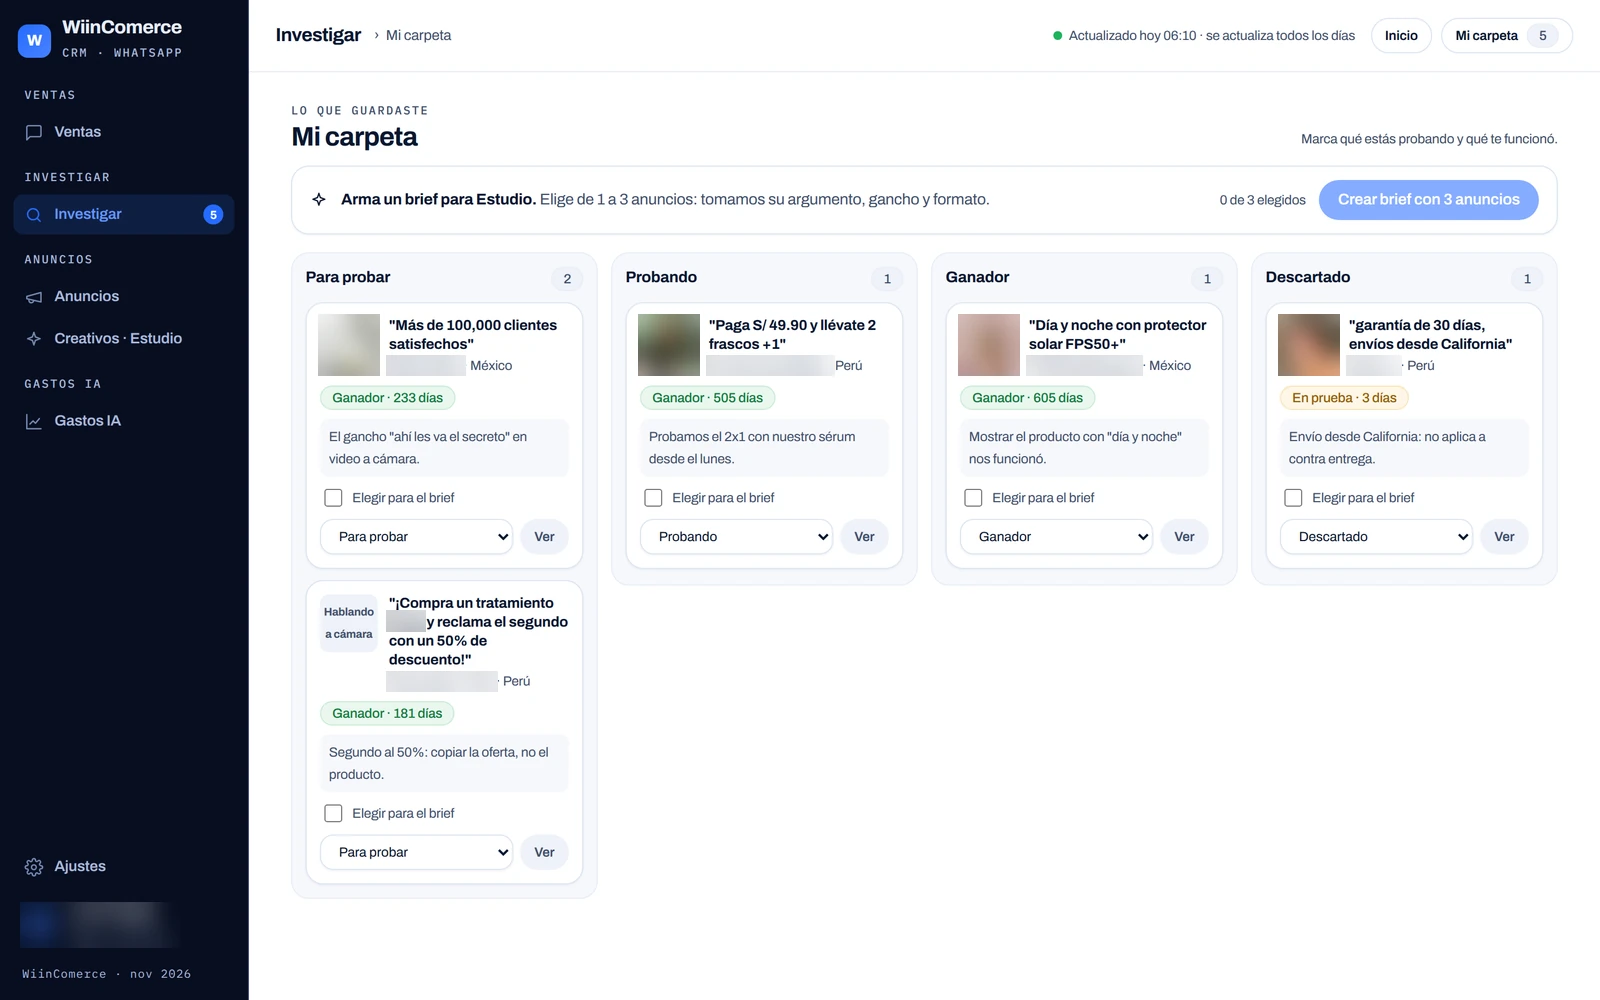 W
WiinComerce
CRM · WHATSAPP
VENTAS
Ventas
INVESTIGAR
Investigar
5
ANUNCIOS
Anuncios
Creativos · Estudio
GASTOS IA
Gastos IA
Ajustes
WiinComerce · nov 2026
Investigar › Mi carpeta
Actualizado hoy 06:10 · se actualiza todos los días
Inicio
Mi carpeta 5
LO QUE GUARDASTE
Mi carpeta
Marca qué estás probando y qué te funcionó.
Arma un brief para Estudio. Elige de 1 a 3 anuncios: tomamos su argumento, gancho y formato.
0 de 3 elegidos
Crear brief con 3 anuncios
Para probar 2
"Más de 100,000 clientes
satisfechos"
México
Ganador · 233 días
El gancho "ahí les va el secreto" en
video a cámara.
Elegir para el brief
Para probar
Ver
Hablando
a cámara
"¡Compra un tratamiento
y reclama el segundo
con un 50% de
descuento!"
· Perú
Ganador · 181 días
Segundo al 50%: copiar la oferta, no el
producto.
Elegir para el brief
Para probar
Ver
Probando 1
"Paga S/ 49.90 y llévate 2
frascos +1"
Perú
Ganador · 505 días
Probamos el 2x1 con nuestro sérum
desde el lunes.
Elegir para el brief
Probando
Ver
Ganador 1
"Día y noche con protector
solar FPS50+"
· México
Ganador · 605 días
Mostrar el producto con "día y noche"
nos funcionó.
Elegir para el brief
Ganador
Ver
Descartado 1
"garantía de 30 días,
envíos desde California"
· Perú
En prueba · 3 días
Envío desde California: no aplica a
contra entrega.
Elegir para el brief
Descartado
Ver